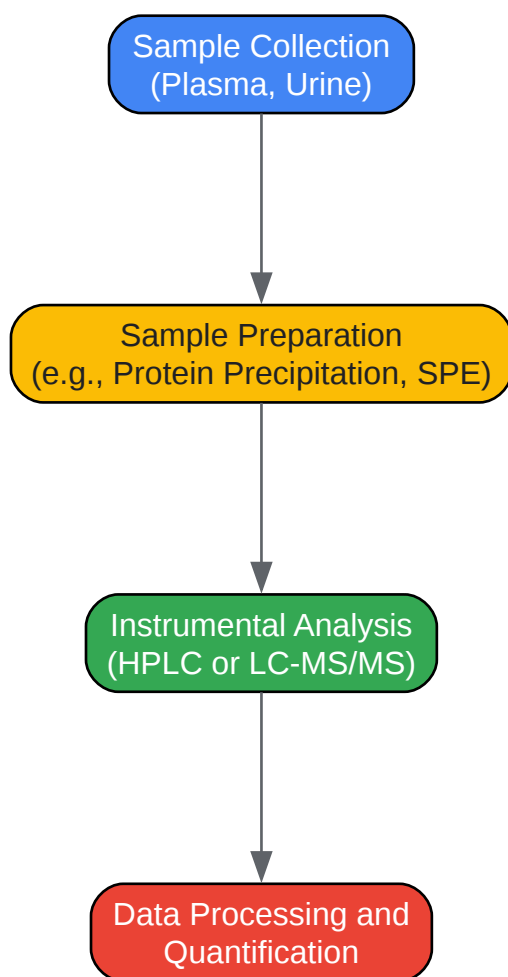 Sample Collection
(Plasma, Urine)
Sample Preparation
(e.g., Protein Precipitation, SPE)
Instrumental Analysis
(HPLC or LC-MS/MS)
Data Processing and
Quantification